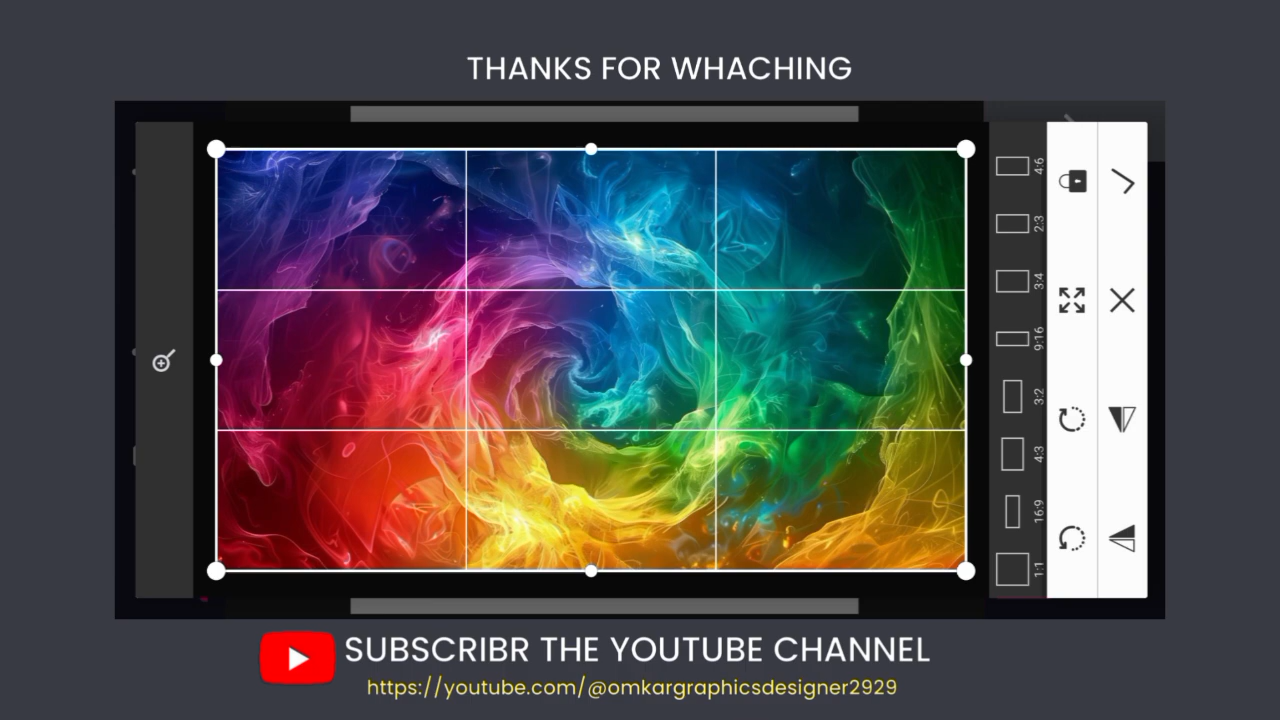 THANKS FOR WHACHING
4:6
2:3
3:4
9:16
3:2
4:3
16:9
1:1
SUBSCRIBR THE YOUTUBE CHANNEL
https://youtube.com/@omkargraphicsdesigner2929